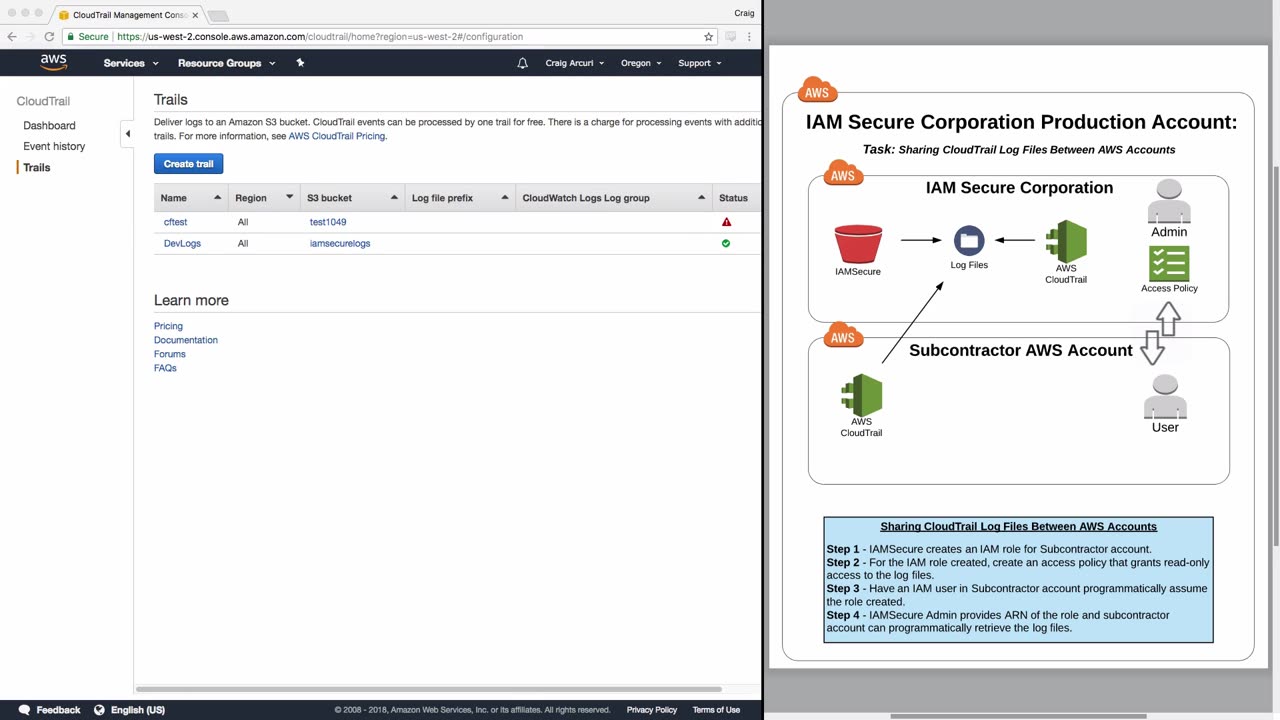 CloudTrail Management Conso
Craig
Secure
https://us-west-2.console.aws.amazon.com/cloudtrail/home?region=us-west-2#/configuration
aws
Services
Resource Groups
Craig Arcuri
Oregon
Support
CloudTrail
Dashboard
Event history
Trails
Trails
Deliver logs to an Amazon S3 bucket. CloudTrail events can be processed by one trail for free. There is a charge for processing events with additio
trails. For more information, see AWS CloudTrail Pricing.
Create trail
Name Region S3 bucket Log file prefix CloudWatch Logs Log group Status
cftest All test1049
DevLogs All iamsecurelogs
Learn more
Pricing
Documentation
Forums
FAQs
Feedback
English (US)
© 2008 - 2018, Amazon Web Services, Inc. or its affiliates. All rights reserved.
Privacy Policy
Terms of Use
AWS
IAM Secure Corporation Production Account:
Task: Sharing CloudTrail Log Files Between AWS Accounts
AWS
IAM Secure Corporation
Admin
IAMSecure
Log Files
AWS
CloudTrail
Access Policy
AWS
Subcontractor AWS Account
AWS
CloudTrail
User
Sharing CloudTrail Log Files Between AWS Accounts
Step 1 - IAMSecure creates an IAM role for Subcontractor account.
Step 2 - For the IAM role created, create an access policy that grants read-only
access to the log files.
Step 3 - Have an IAM user in Subcontractor account programmatically assume
the role created.
Step 4 - IAMSecure Admin provides ARN of the role and subcontractor
account can programmatically retrieve the log files.